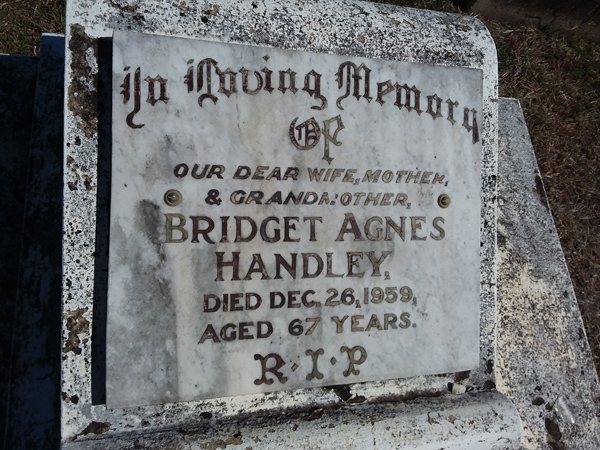 In Loving Memory
Of
OUR DEAR WIFE, MOTHER,
& GRANDMOTHER,
BRIDGET AGNES
HANDLEY,
DIED DEC. 26, 1959,
AGED 67 YEARS.
R.I.P